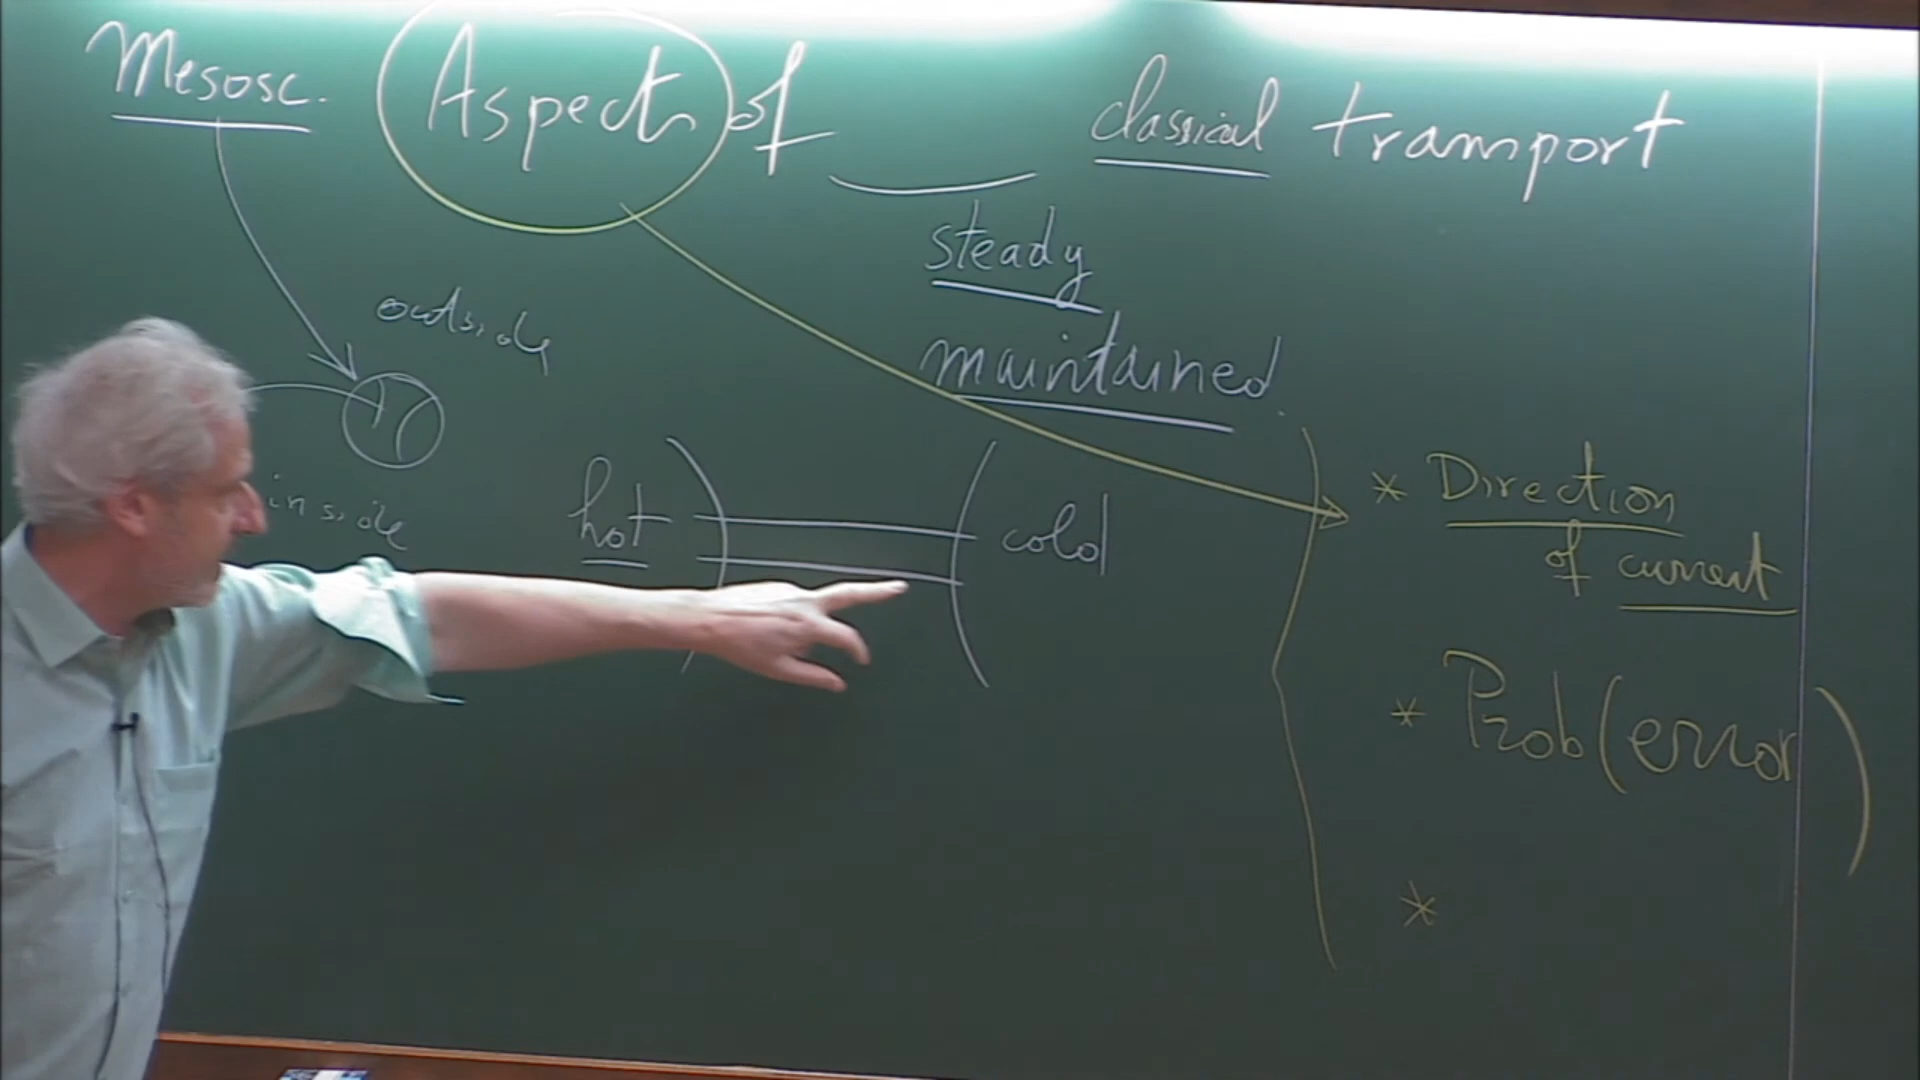 Mesosc. Aspects of classical transport
steady
maintained.
outside
inside
hot
cold
* Direction
of current
* Prob(error)
*